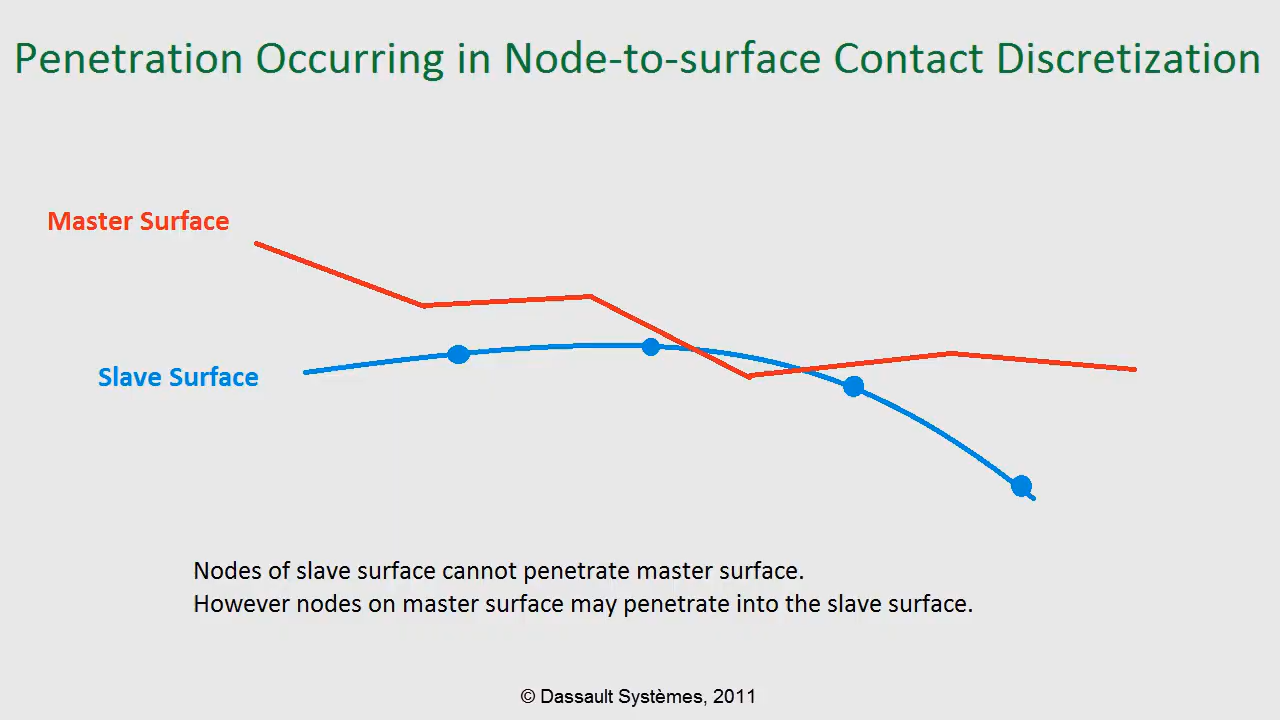 Penetration Occurring in Node-to-surface Contact Discretization
Master Surface
Slave Surface
Nodes of slave surface cannot penetrate master surface.
However nodes on master surface may penetrate into the slave surface.
© Dassault Systèmes, 2011